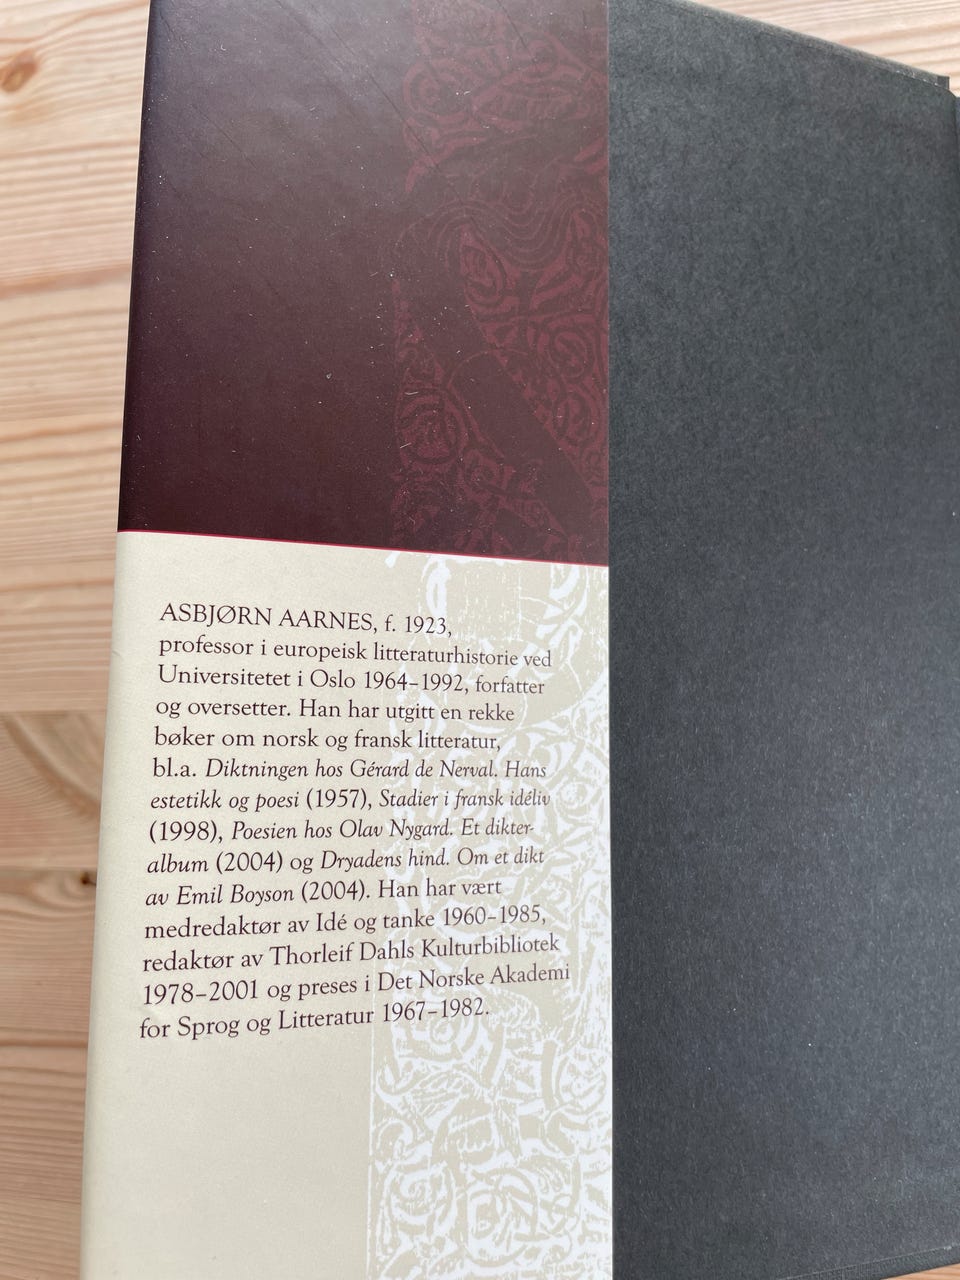 ASBJØRN AARNES, f. 1923,
professor i europeisk litteraturhistorie ved
Universitetet i Oslo 1964–1992, forfatter
og oversetter. Han har utgitt en rekke
bøker om norsk og fransk litteratur,
bl.a. Diktningen hos Gérard de Nerval. Hans
estetikk og poesi (1957), Stadier i fransk idéliv
(1998), Poesien hos Olav Nygard. Et dikter-
album (2004) og Dryadens hind. Om et dikt
av Emil Boyson (2004). Han har vært
medredaktør av Idé og tanke 1960–1985,
redaktør av Thorleif Dahls Kulturbibliotek
1978–2001 og preses i Det Norske Akademi
for Sprog og Litteratur 1967–1982.